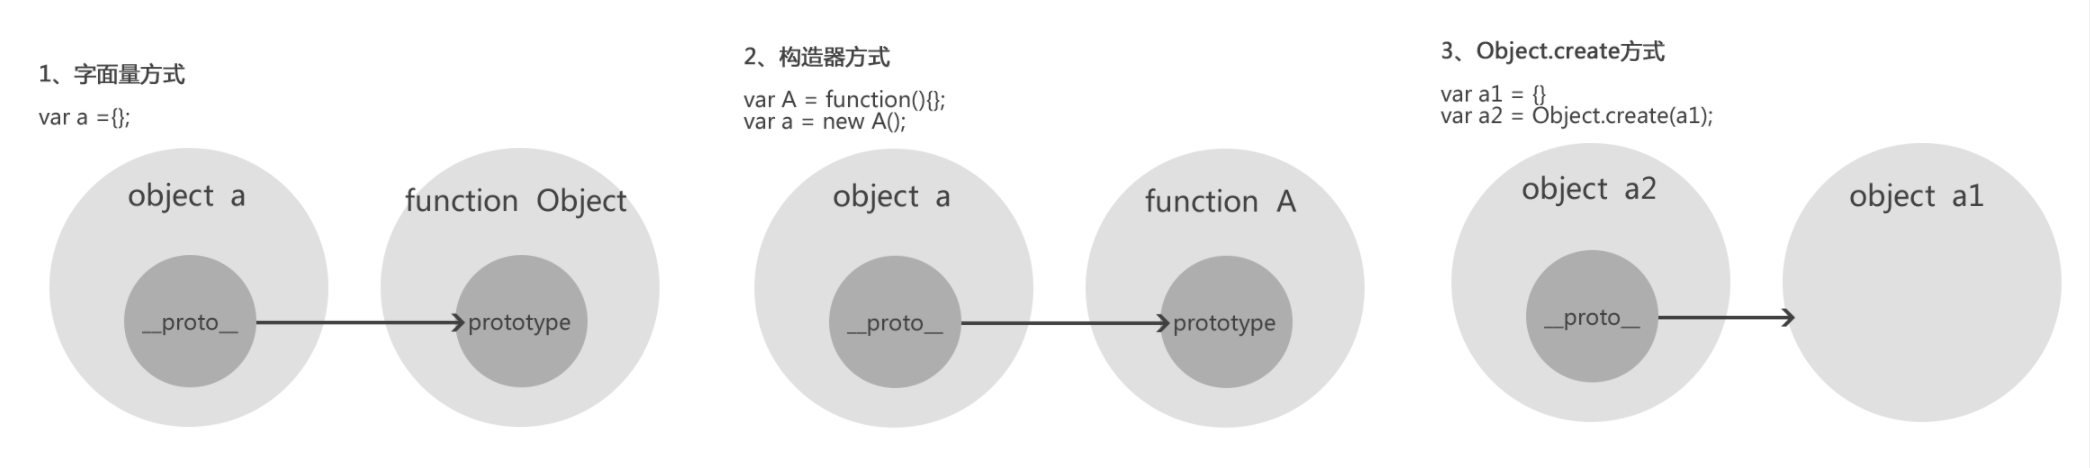 1、字面量方式
var a ={};
object a
function Object
__proto__
prototype
2、构造器方式
var A = function(){};
var a = new A();
object a
function A
__proto__
prototype
3、Object.create方式
var a1 = {}
var a2 = Object.create(a1);
object a2
object a1
__proto__